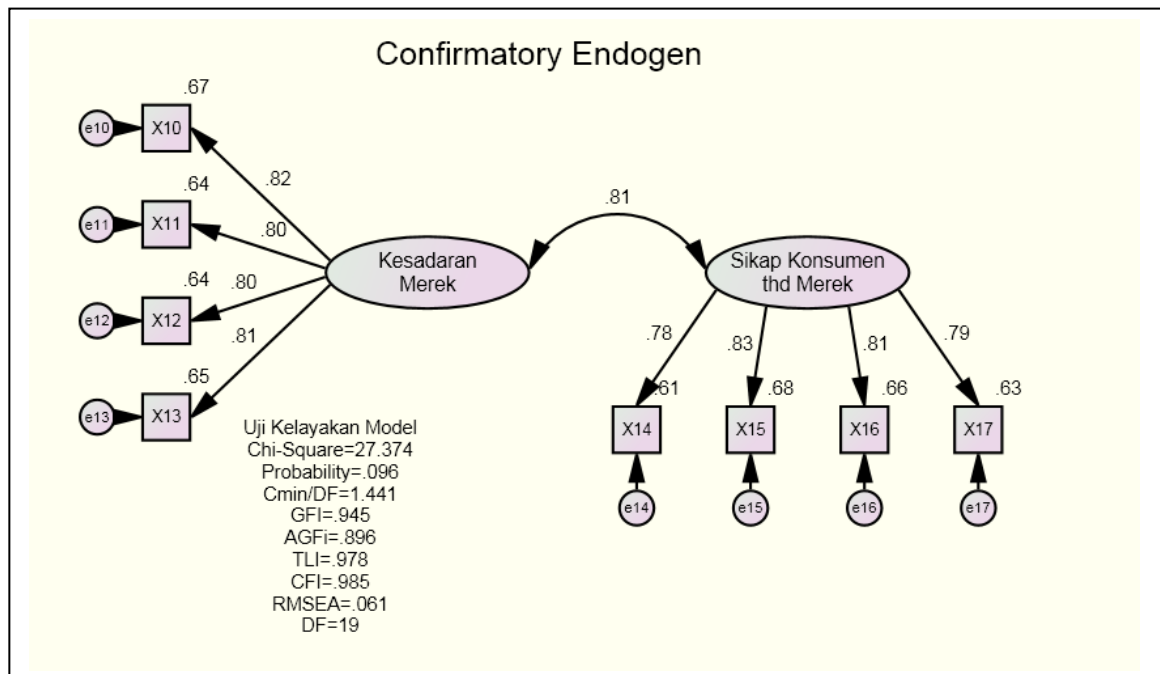 Confirmatory Endogen
.67
e10
X10
.82
.64
e11
X11
.80
.64
e12
X12
.80
.65
e13
X13
.81
Kesadaran
Merek
.81
Sikap Konsumen
thd Merek
.78
.83
.81
.79
.61
.68
.66
.63
X14
X15
X16
X17
e14
e15
e16
e17
Uji Kelayakan Model
Chi-Square=27.374
Probability=.096
Cmin/DF=1.441
GFI=.945
AGFi=.896
TLI=.978
CFI=.985
RMSEA=.061
DF=19